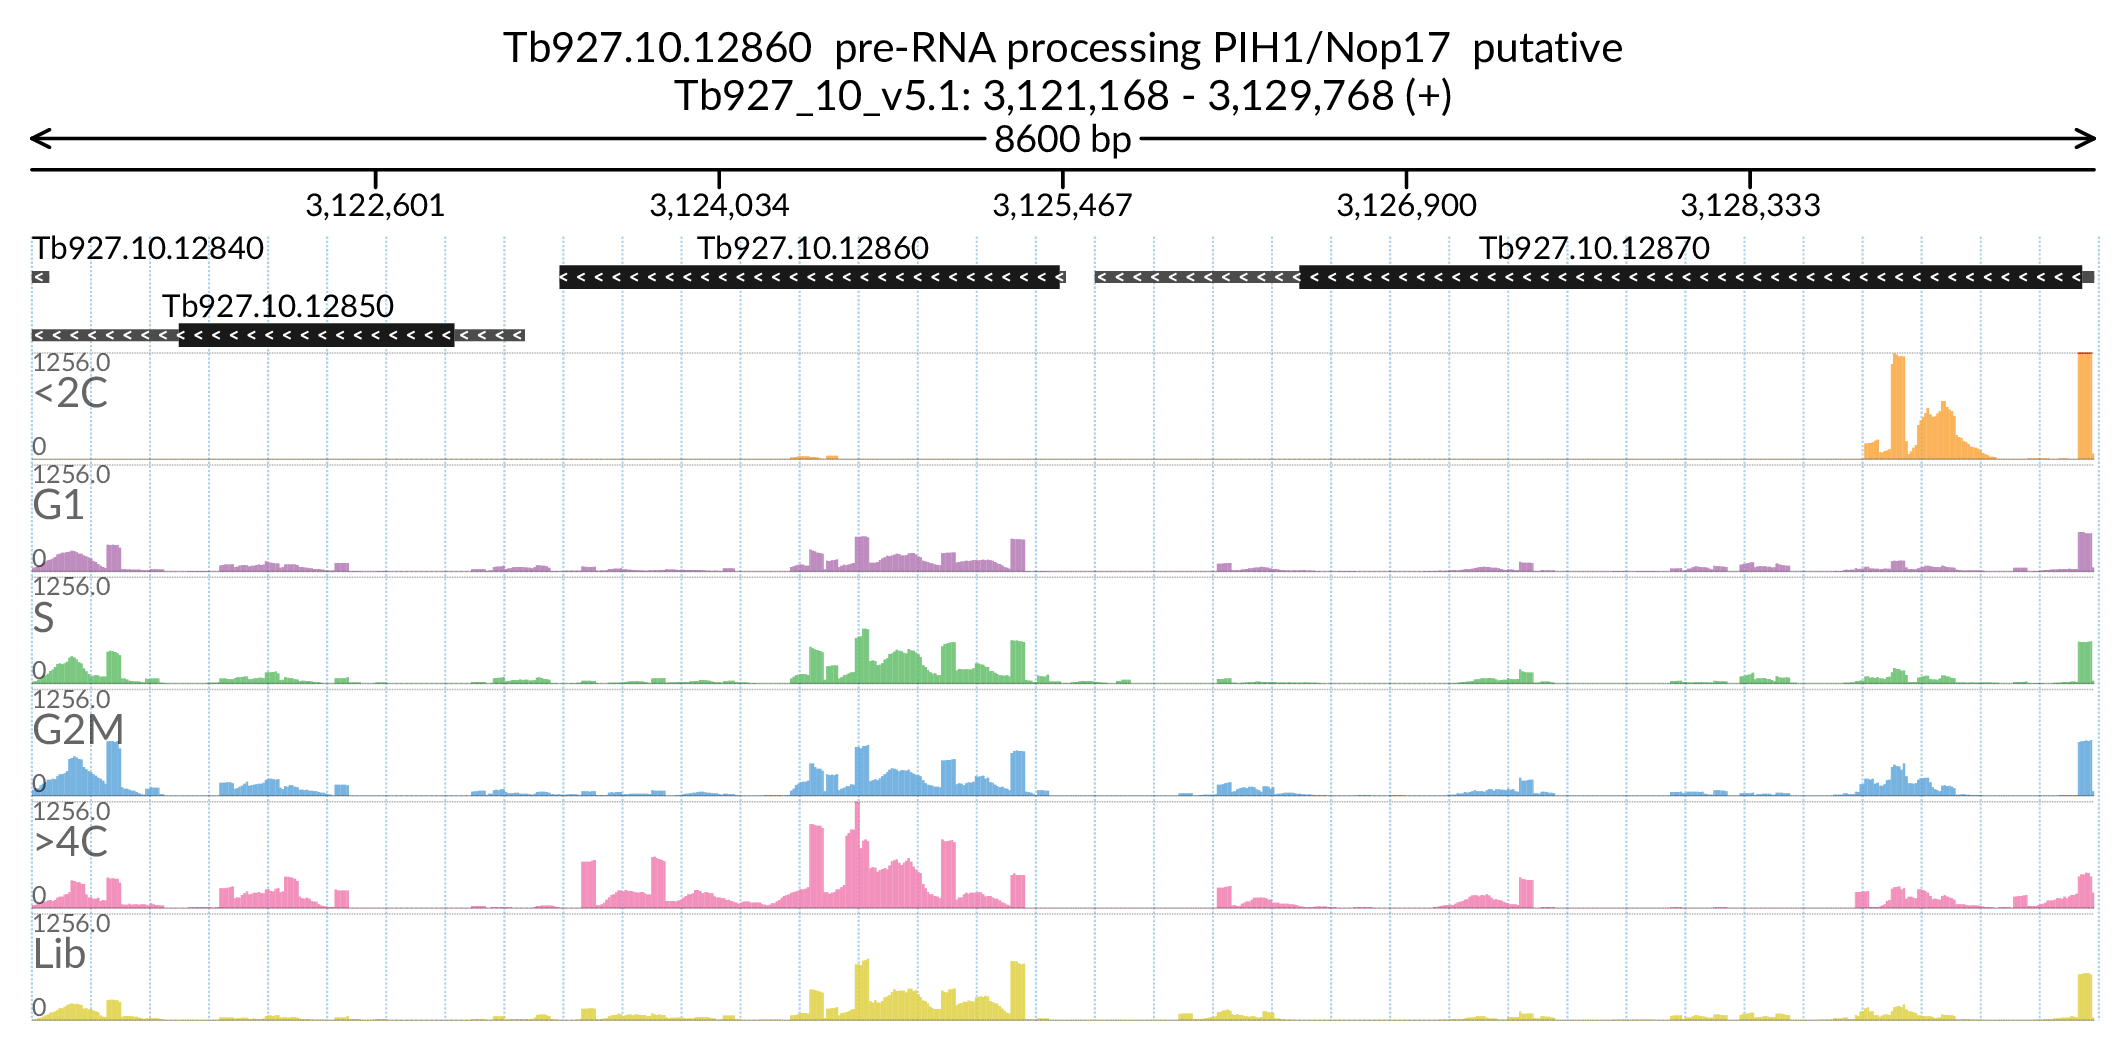 Tb927.10.12860  pre-RNA processing PIH1/Nop17  putative
Tb927_10_v5.1: 3,121,168 - 3,129,768 (+)
8600 bp
3,122,601 3,124,034 3,125,467 3,126,900 3,128,333
Tb927.10.12840 Tb927.10.12860 Tb927.10.12870
Tb927.10.12850
1256.0
<2C
0
1256.0
G1
0
1256.0
S
0
1256.0
G2M
0
1256.0
>4C
0
1256.0
Lib
0